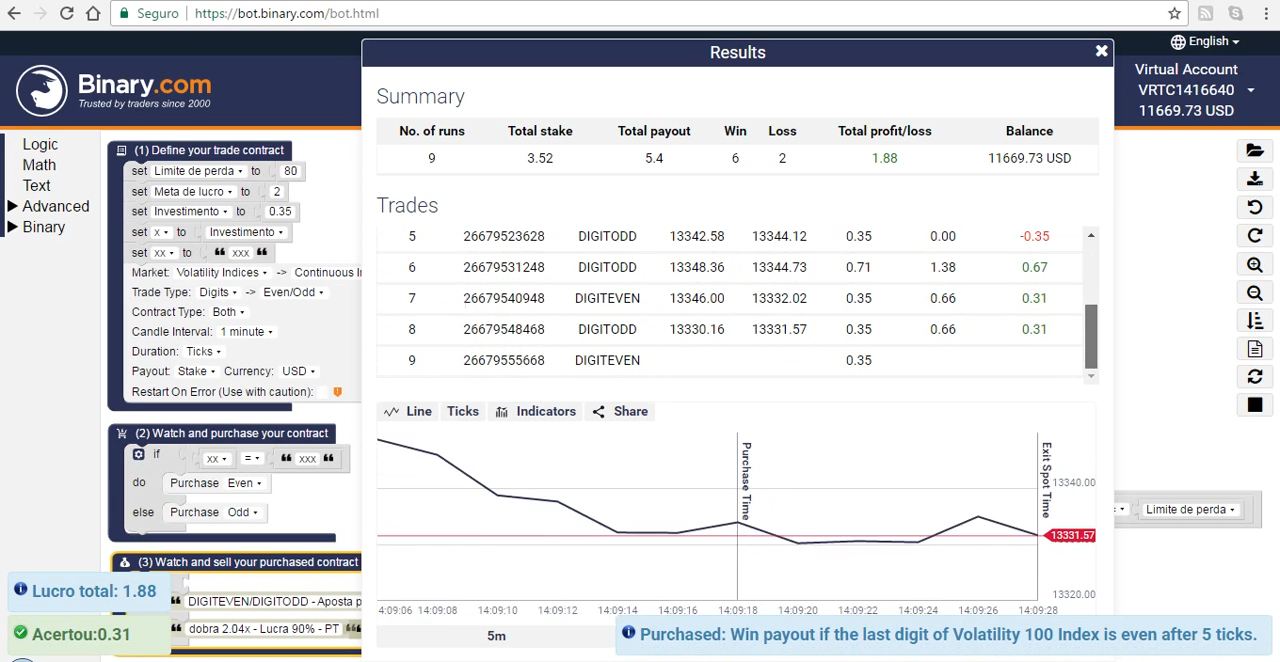 Seguro https://bot.binary.com/bot.html
English
Binary.com
Trusted by traders since 2000
Virtual Account
VRTC1416640
11669.73 USD
Logic
Math
Text
Advanced
Binary
(1) Define your trade contract
set Limite de perda to 80
set Meta de lucro to 2
set Investimento to 0.35
set x to Investimento
set xx to “ xxx ”
Market: Volatility Indices -> Continuous I
Trade Type: Digits -> Even/Odd
Contract Type: Both
Candle Interval: 1 minute
Duration: Ticks
Payout: Stake Currency: USD
Restart On Error (Use with caution):
(2) Watch and purchase your contract
if xx = “ xxx ”
do Purchase Even
else Purchase Odd
(3) Watch and sell your purchased contract
DIGITEVEN/DIGITODD - Aposta p
dobra 2.04x - Lucra 90% - PT
Lucro total: 1.88
Acertou:0.31
Results
Summary
No. of runs Total stake Total payout Win Loss Total profit/loss Balance
9 3.52 5.4 6 2 1.88 11669.73 USD
Trades
5 26679523628 DIGITODD 13342.58 13344.12 0.35 0.00 -0.35
6 26679531248 DIGITODD 13348.36 13344.73 0.71 1.38 0.67
7 26679540948 DIGITEVEN 13346.00 13332.02 0.35 0.66 0.31
8 26679548468 DIGITODD 13330.16 13331.57 0.35 0.66 0.31
9 26679555668 DIGITEVEN 0.35
Line Ticks Indicators Share
Purchase Time
Exit Spot Time
13340.00
13331.57
13320.00
4:09:06 14:09:08 14:09:10 14:09:12 14:09:14 14:09:16 14:09:18 14:09:20 14:09:22 14:09:24 14:09:26 14:09:28
5m
Limite de perda
Purchased: Win payout if the last digit of Volatility 100 Index is even after 5 ticks.